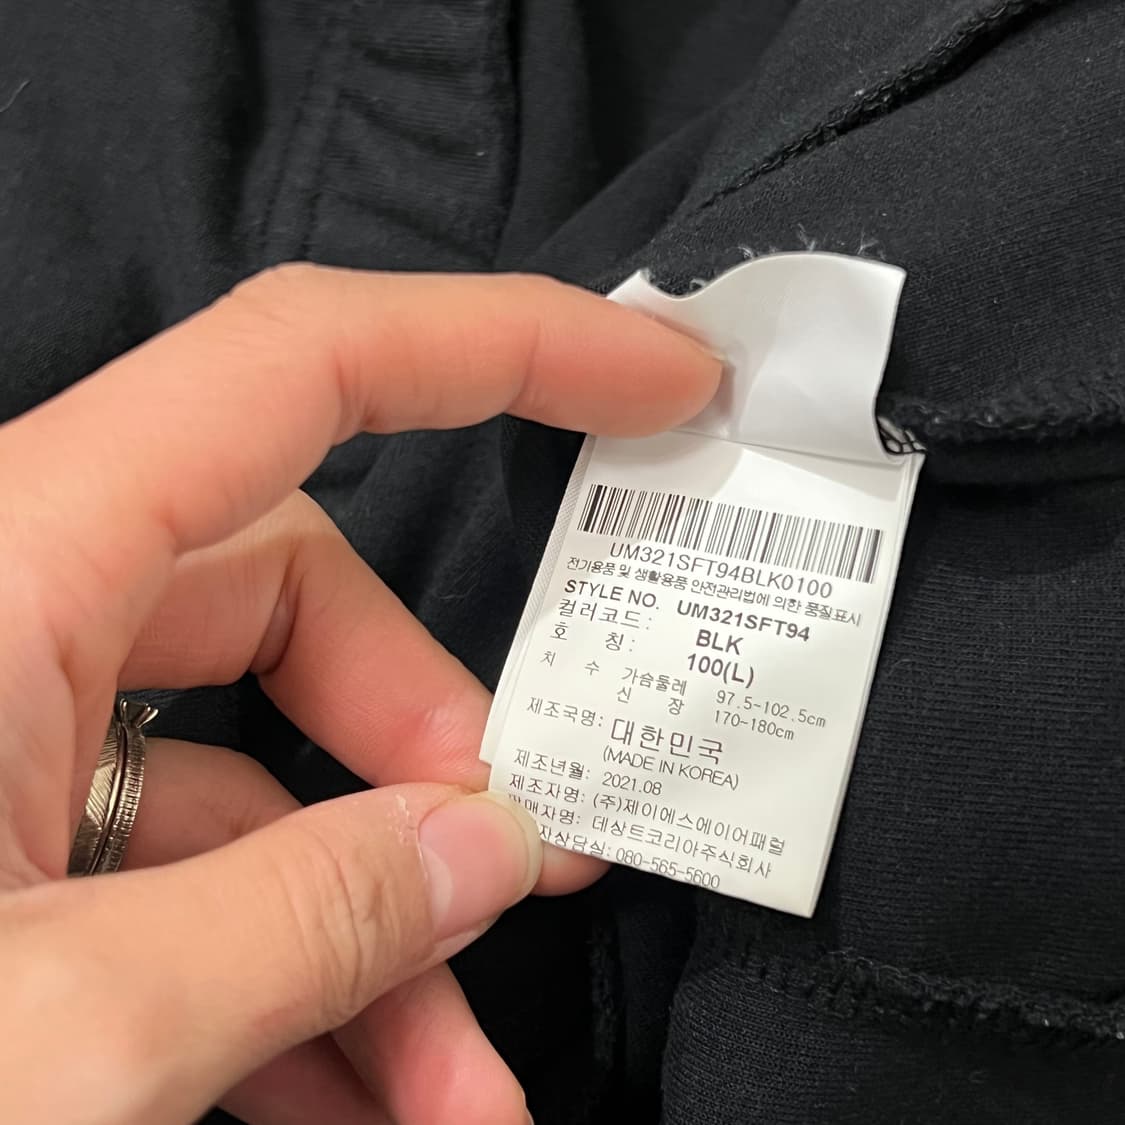 UM321SFT94BLK0100
전기용품 및 생활용품 안전관리법에 의한 품질표시
STYLE NO. UM321SFT94
컬러코드: BLK
호 칭: 100(L)
치 수 가슴둘레 97.5-102.5cm
신 장 170-180cm
제조국명: 대한민국
(MADE IN KOREA)
제조년월: 2021.08
제조자명: (주)제이에스에이어패럴
데상트코리아주식회사
080-565-5600